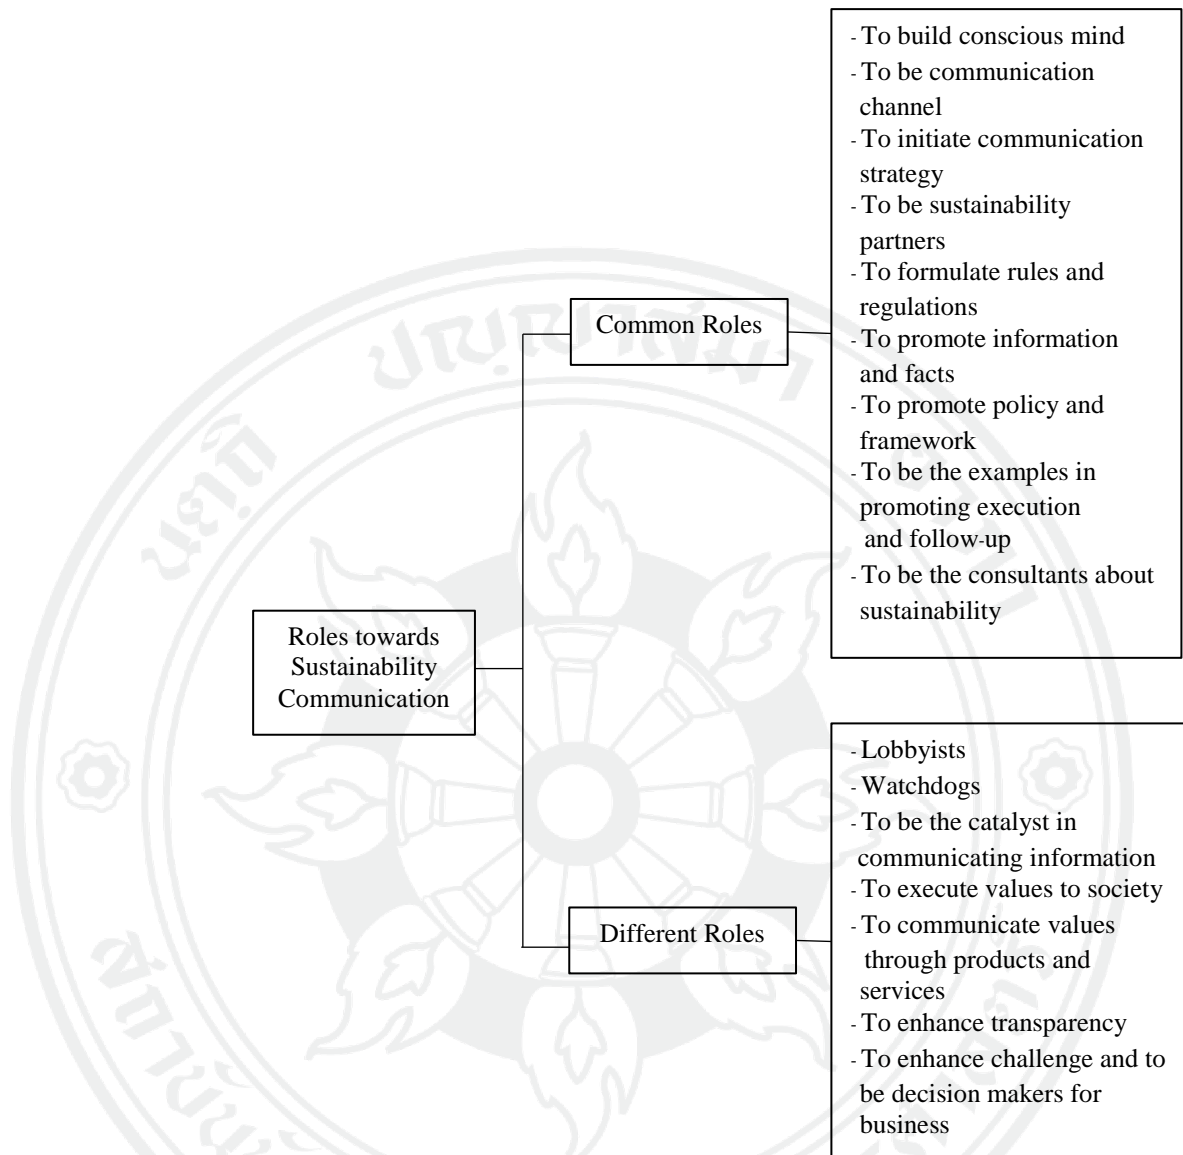 - To build conscious mind
- To be communication
channel
- To initiate communication
strategy
- To be sustainability
partners
- To formulate rules and
regulations
- To promote information
and facts
- To promote policy and
framework
- To be the examples in
promoting execution
and follow-up
- To be the consultants about
sustainability
Common Roles
Roles towards
Sustainability
Communication
Different Roles
- Lobbyists
- Watchdogs
- To be the catalyst in
communicating information
- To execute values to society
- To communicate values
through products and
services
- To enhance transparency
- To enhance challenge and to
be decision makers for
business